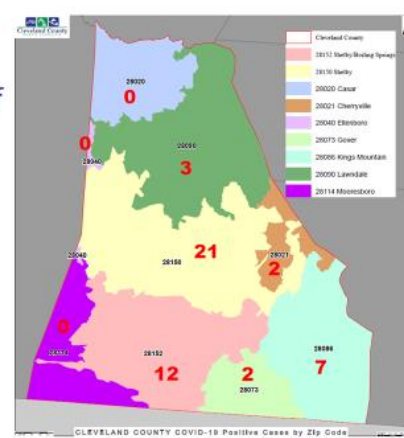 Cleveland County
Cleveland County
28152 Shelby/Boiling Springs
28150 Shelby
28020 Casar
28021 Cherryville
28040 Ellenboro
28073 Gover
28086 Kings Mountain
28090 Lawndale
28114 Mooresboro
28020
0
0
28040
28090
3
28040
28150
21
28021
2
0
28114
28152
12
2
28073
28086
7
CLEVELAND COUNTY COVID-19 Positive Cases by Zip Code